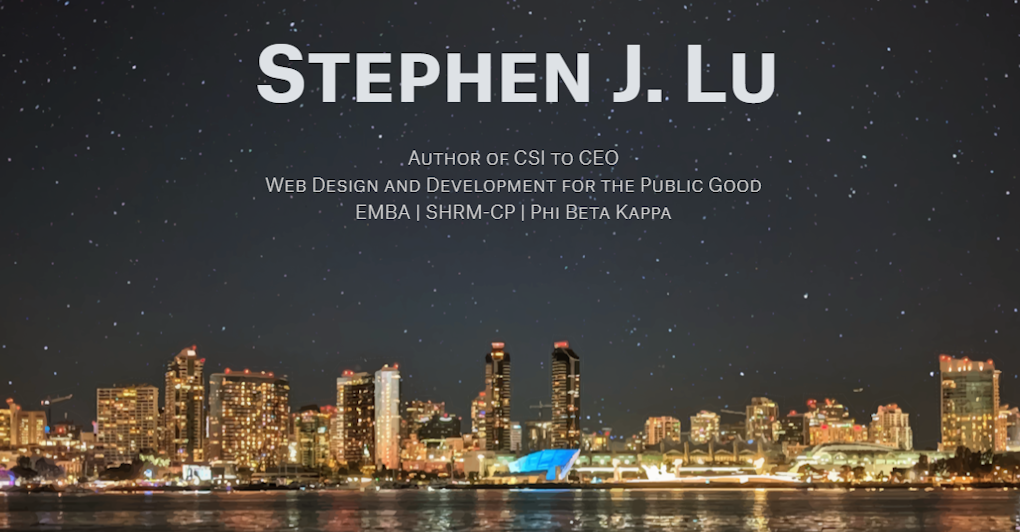 Stephen J. Lu
Author of CSI to CEO
Web Design and Development for the Public Good
EMBA | SHRM-CP | Phi Beta Kappa